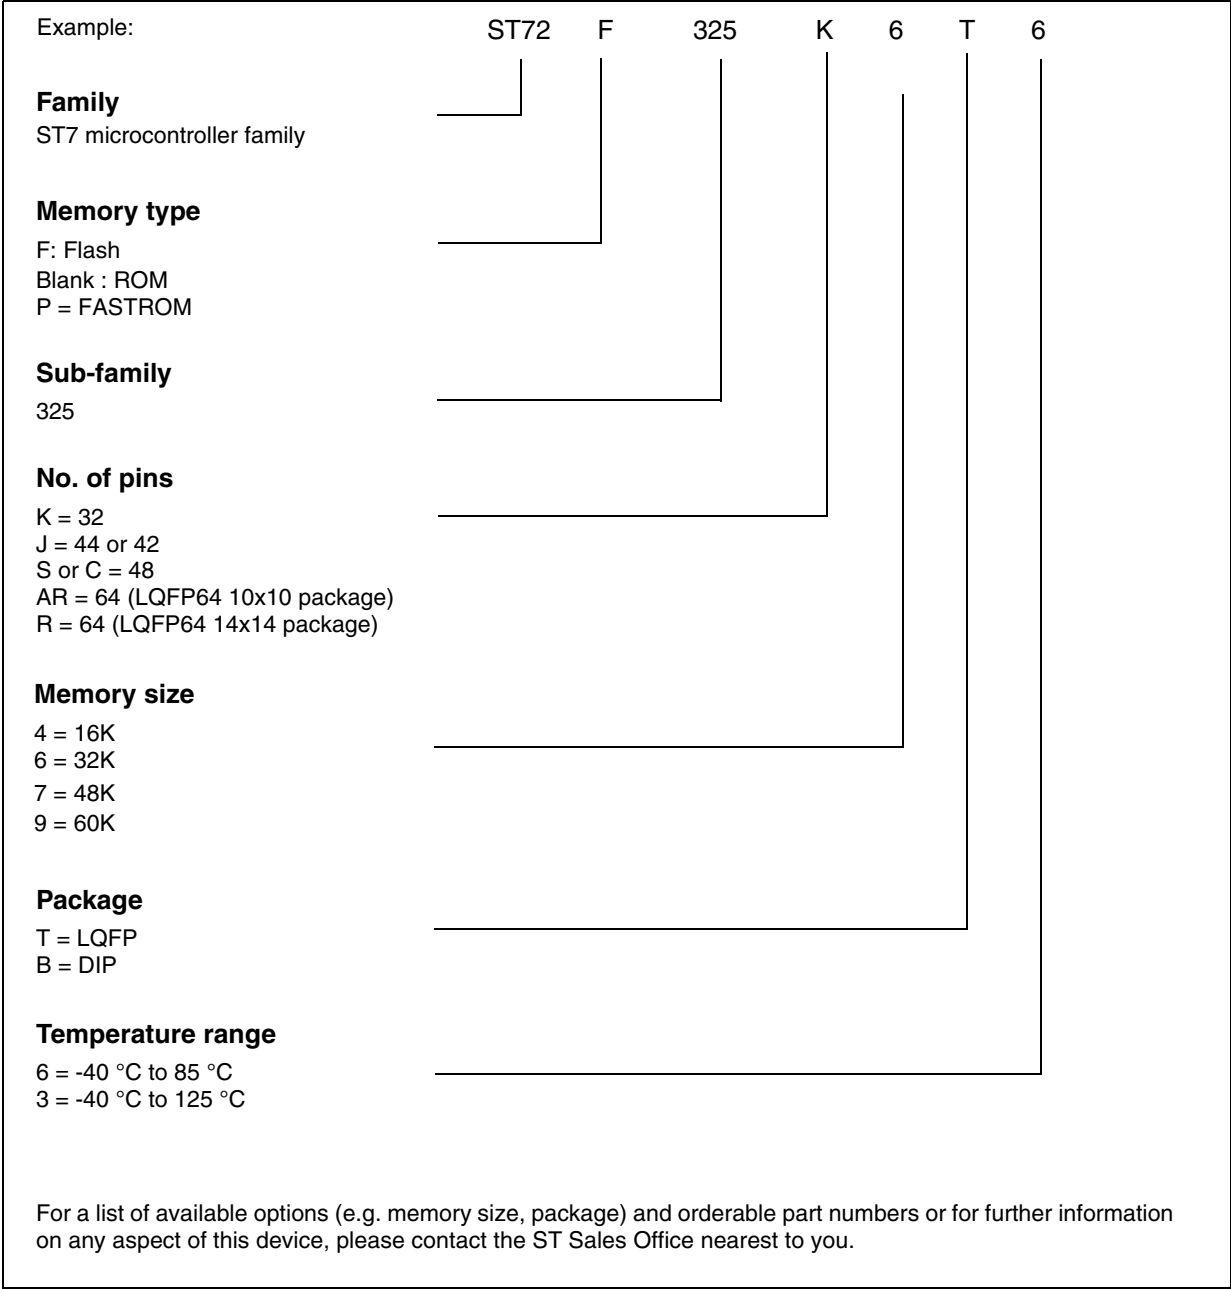 Example: ST72 F 325 K 6 T 6
Family
ST7 microcontroller family
Memory type
F: Flash
Blank : ROM
P = FASTROM
Sub-family
325
No. of pins
K = 32
J = 44 or 42
S or C = 48
AR = 64 (LQFP64 10x10 package)
R = 64 (LQFP64 14x14 package)
Memory size
4 = 16K
6 = 32K
7 = 48K
9 = 60K
Package
T = LQFP
B = DIP
Temperature range
6 = -40 °C to 85 °C
3 = -40 °C to 125 °C
For a list of available options (e.g. memory size, package) and orderable part numbers or for further information
on any aspect of this device, please contact the ST Sales Office nearest to you.